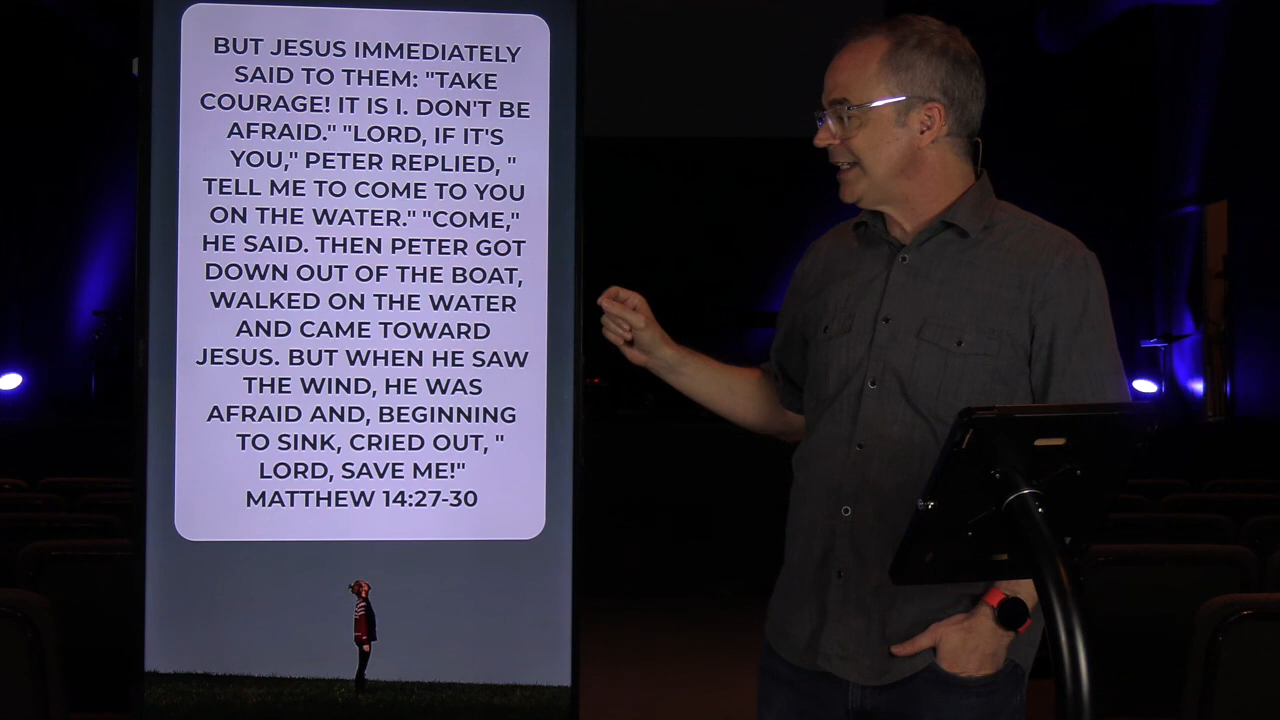 BUT JESUS IMMEDIATELY
SAID TO THEM: "TAKE
COURAGE! IT IS I. DON'T BE
AFRAID." "LORD, IF IT'S
YOU," PETER REPLIED, "
TELL ME TO COME TO YOU
ON THE WATER." "COME,"
HE SAID. THEN PETER GOT
DOWN OUT OF THE BOAT,
WALKED ON THE WATER
AND CAME TOWARD
JESUS. BUT WHEN HE SAW
THE WIND, HE WAS
AFRAID AND, BEGINNING
TO SINK, CRIED OUT, "
LORD, SAVE ME!"
MATTHEW 14:27-30